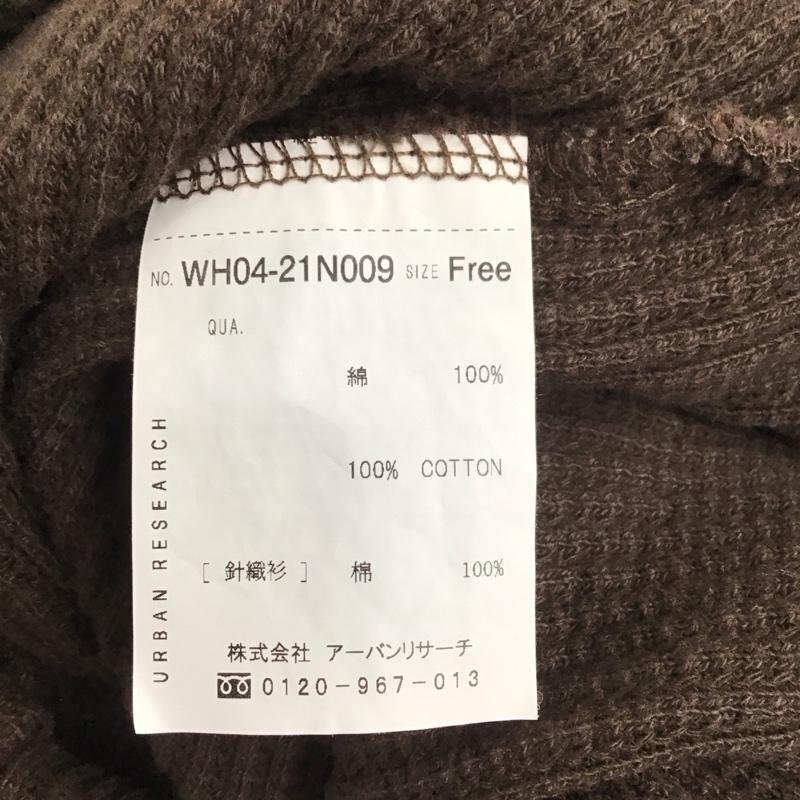 NO. WH04-21N009 SIZE Free
QUA.
綿 100%
100% COTTON
[ 針織衫 ] 棉 100%
URBAN RESEARCH
株式会社 アーバンリサーチ
0120-967-013